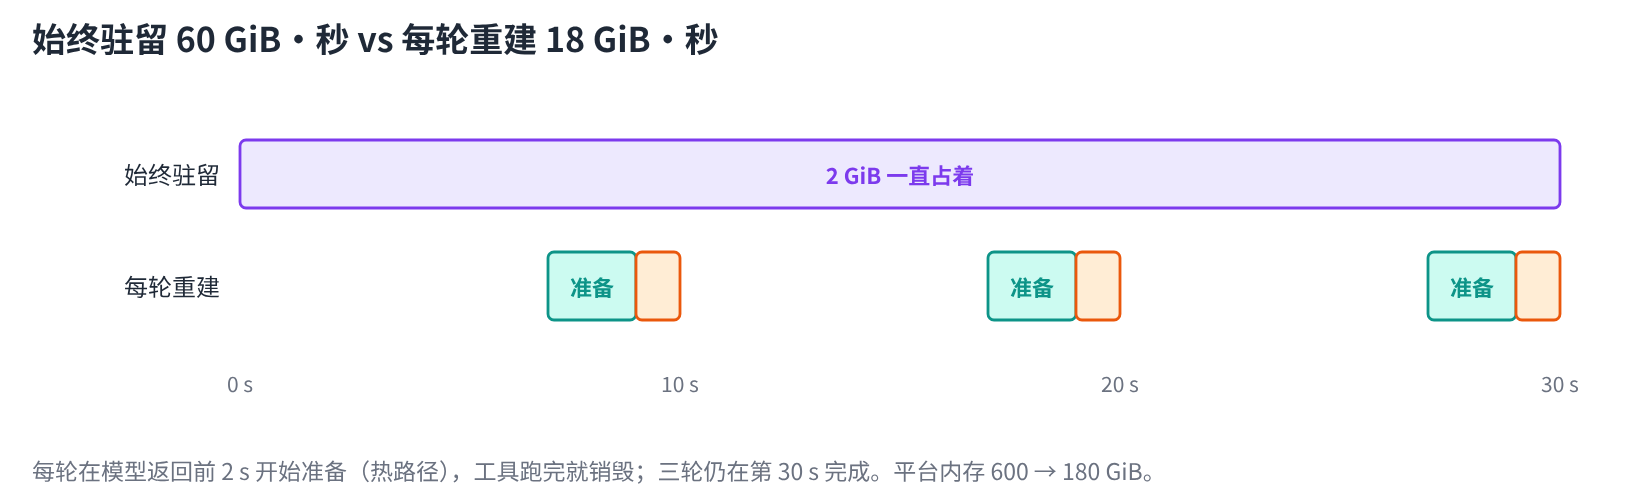 始终驻留 60 GiB·秒 vs 每轮重建 18 GiB·秒
始终驻留
2 GiB 一直占着
每轮重建
准备
准备
准备
0 s
10 s
20 s
30 s
每轮在模型返回前 2 s 开始准备（热路径），工具跑完就销毁；三轮仍在第 30 s 完成。平台内存 600 → 180 GiB。